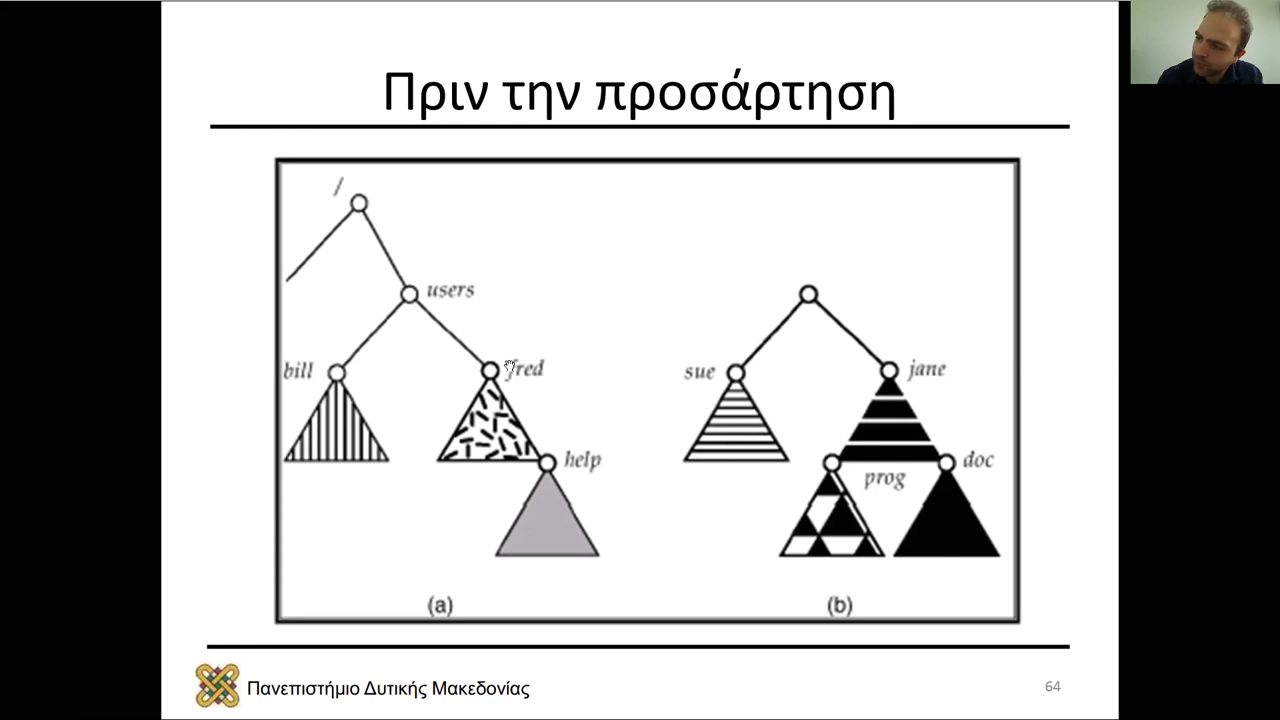 Πριν την προσάρτηση
/
users
bill
fred
help
sue
jane
prog
doc
(a)
(b)
Πανεπιστήμιο Δυτικής Μακεδονίας
64